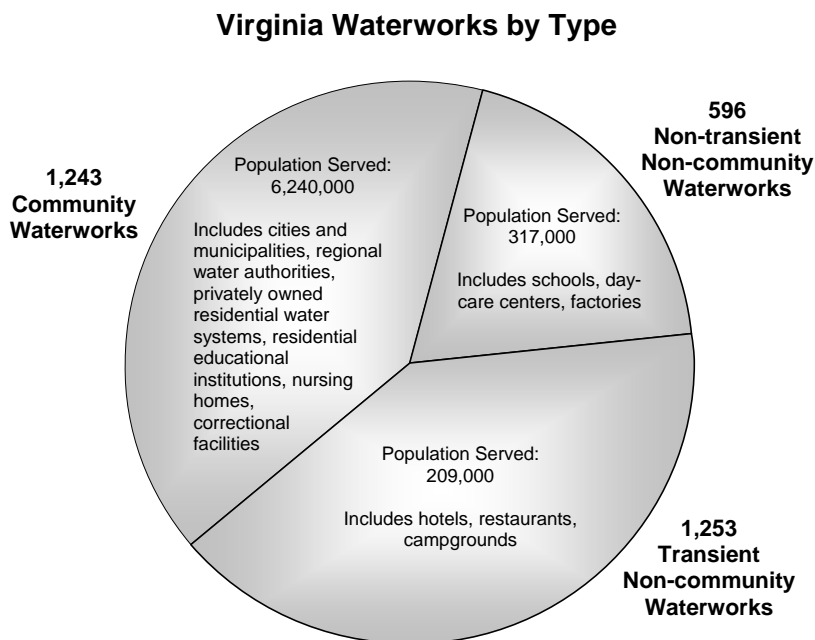 Virginia Waterworks by Type
1,243
Community
Waterworks
Population Served:
6,240,000
Includes cities and
municipalities, regional
water authorities,
privately owned
residential water
systems, residential
educational
institutions, nursing
homes,
correctional
facilities
596
Non-transient
Non-community
Waterworks
Population Served:
317,000
Includes schools, day-
care centers, factories
Population Served:
209,000
Includes hotels, restaurants,
campgrounds
1,253
Transient
Non-community
Waterworks